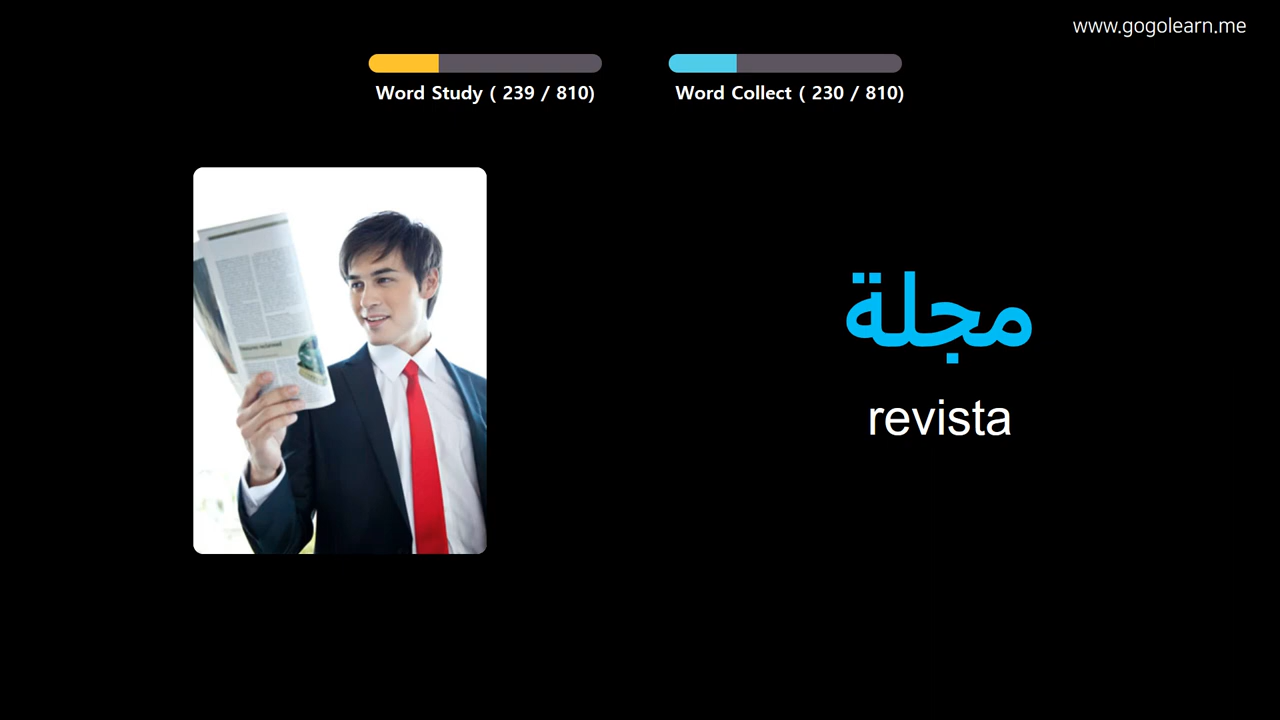 www.gogolearn.me
Word Study ( 239 / 810)
Word Collect ( 230 / 810)
مجلة
revista